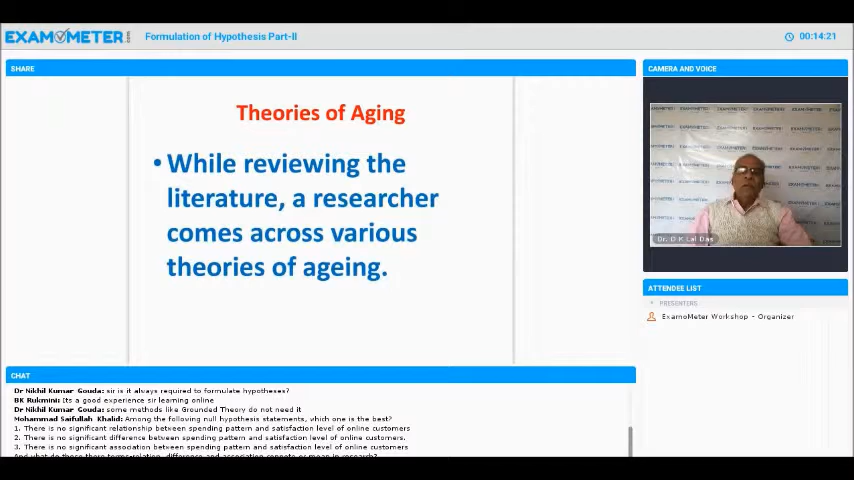 EXAMOMETER.com
Formulation of Hypothesis Part-II
00:14:21
SHARE
Theories of Aging
• While reviewing the
literature, a researcher
comes across various
theories of ageing.
CAMERA AND VOICE
Dr. D K Lal Das
ATTENDEE LIST
PRESENTERS
ExamoMeter Workshop - Organizer
CHAT
Dr Nikhil Kumar Gouda: sir is it always required to formulate hypotheses?
BK Rukmini: Its a good experience sir learning online
Dr Nikhil Kumar Gouda: some methods like Grounded Theory do not need it
Mohammad Saifullah Khalid: Among the following null hypothesis statements, which one is the best?
1. There is no significant relationship between spending pattern and satisfaction level of online customers
2. There is no significant difference between spending pattern and satisfaction level of online customers.
3. There is no significant association between spending pattern and satisfaction level of online customers